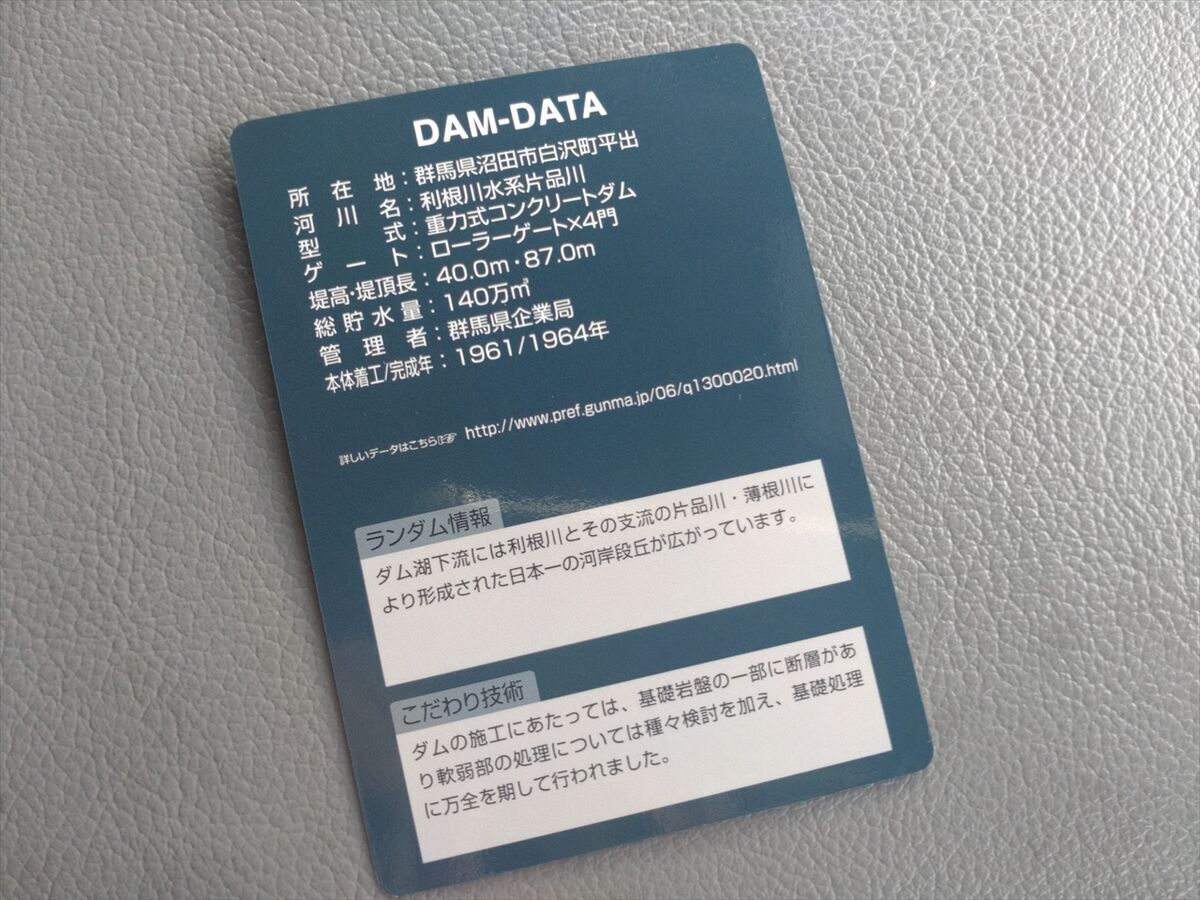 DAM-DATA
所在地：群馬県沼田市白沢町平出
河川名：利根川水系片品川
型式：重力式コンクリートダム
ゲート：ローラーゲート×4門
堤高・堤頂長：40.0m・87.0m
総貯水量：140万㎥
管理者：群馬県企業局
本体着工/完成年：1961/1964年
詳しいデータはこちら☞ http://www.pref.gunma.jp/06/q1300020.html
ランダム情報
ダム湖下流には利根川とその支流の片品川・薄根川に
より形成された日本一の河岸段丘が広がっています。
こだわり技術
ダムの施工にあたっては、基礎岩盤の一部に断層があ
り軟弱部の処理については種々検討を加え、基礎処理
に万全を期して行われました。